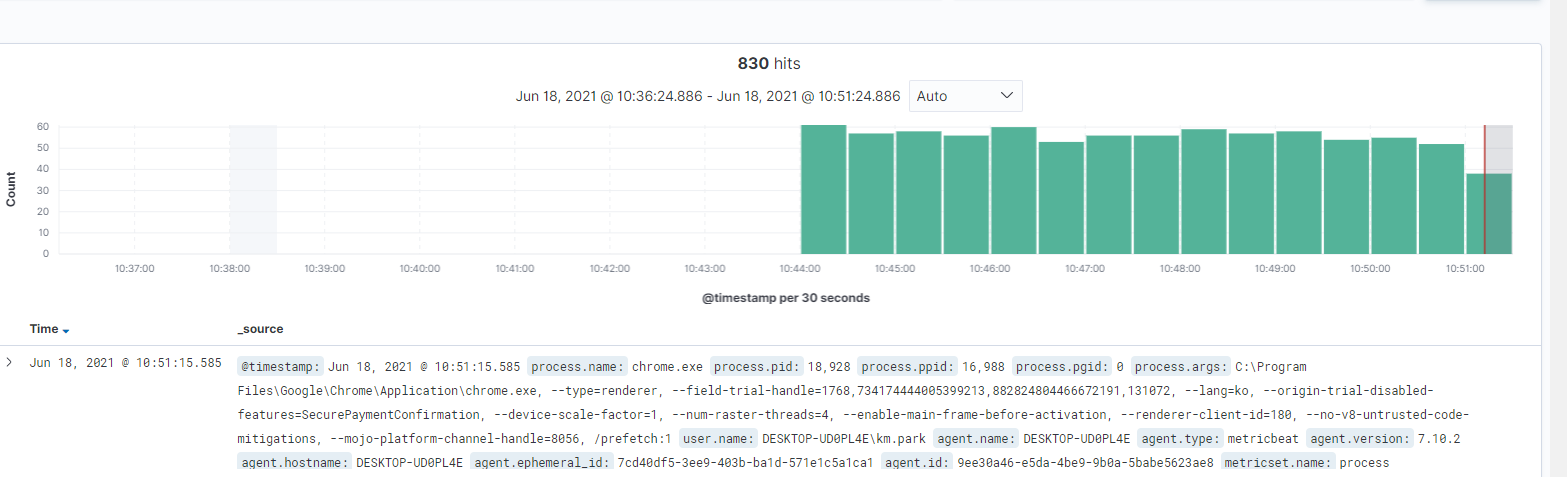 830 hits
Jun 18, 2021 @ 10:36:24.886 - Jun 18, 2021 @ 10:51:24.886 Auto
60
50
40
30
20
10
0
Count
10:37:00 10:38:00 10:39:00 10:40:00 10:41:00 10:42:00 10:43:00 10:44:00 10:45:00 10:46:00 10:47:00 10:48:00 10:49:00 10:50:00 10:51:00
@timestamp per 30 seconds
Time _source
Jun 18, 2021 @ 10:51:15.585 @timestamp: Jun 18, 2021 @ 10:51:15.585 process.name: chrome.exe process.pid: 18,928 process.ppid: 16,988 process.pgid: 0 process.args: C:\Program
Files\Google\Chrome\Application\chrome.exe, --type=renderer, --field-trial-handle=1768,734174444005399213,882824804466672191,131072, --lang=ko, --origin-trial-disabled-
features=SecurePaymentConfirmation, --device-scale-factor=1, --num-raster-threads=4, --enable-main-frame-before-activation, --renderer-client-id=180, --no-v8-untrusted-code-
mitigations, --mojo-platform-channel-handle=8056, /prefetch:1 user.name: DESKTOP-UD0PL4E\km.park agent.name: DESKTOP-UD0PL4E agent.type: metricbeat agent.version: 7.10.2
agent.hostname: DESKTOP-UD0PL4E agent.ephemeral_id: 7cd40df5-3ee9-403b-ba1d-571e1c5a1ca1 agent.id: 9ee30a46-e5da-4be9-9b0a-5babe5623ae8 metricset.name: process